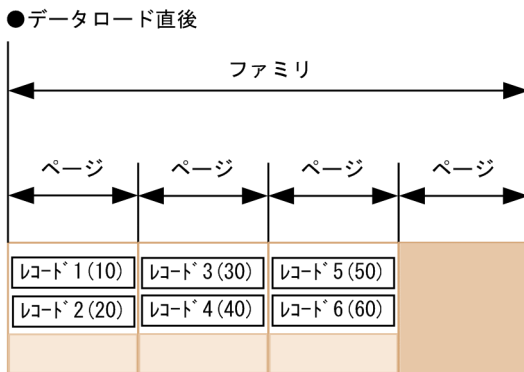 ●データロード直後
ファミリ
ページ ページ ページ ページ
ﾚｺｰﾄﾞ1(10) ﾚｺｰﾄﾞ3(30) ﾚｺｰﾄﾞ5(50)
ﾚｺｰﾄﾞ2(20) ﾚｺｰﾄﾞ4(40) ﾚｺｰﾄﾞ6(60)